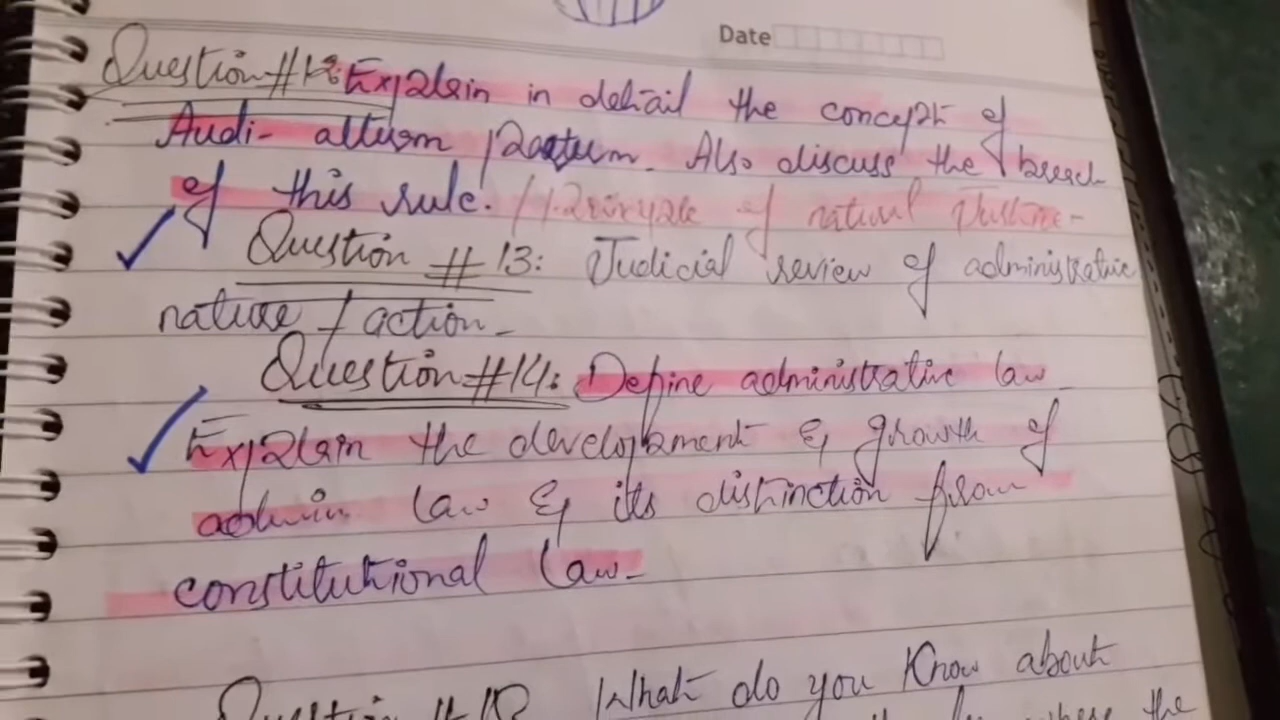 Date
Question #12: Explain in detail the concept of
Audi- alteram partem. Also discuss the breach
of this rule. / Principle of natural Justice-
Question # 13: Judicial review of administrative
nature / action-
Question #14: Define administrative law
Explain the development & growth of
admin law & its distinction from
constitutional law-
Question # What do you Know about
the